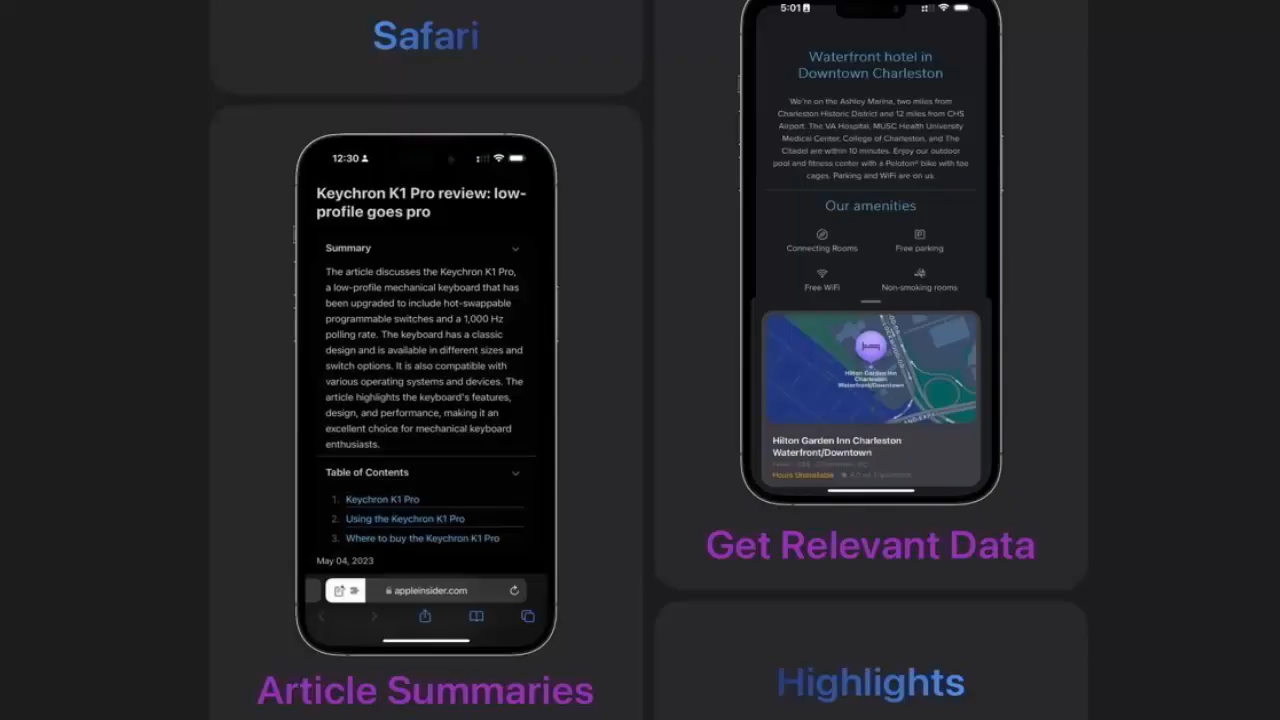 Safari
12:30
Keychron K1 Pro review: low-
profile goes pro
Summary
The article discusses the Keychron K1 Pro,
a low-profile mechanical keyboard that has
been upgraded to include hot-swappable
programmable switches and a 1,000 Hz
polling rate. The keyboard has a classic
design and is available in different sizes and
switch options. It is also compatible with
various operating systems and devices. The
article highlights the keyboard's features,
design, and performance, making it an
excellent choice for mechanical keyboard
enthusiasts.
Table of Contents
1. Keychron K1 Pro
2. Using the Keychron K1 Pro
3. Where to buy the Keychron K1 Pro
May 04, 2023
appleinsider.com
Article Summaries
5:01
Waterfront hotel in
Downtown Charleston
We're on the Ashley Marina, two miles from
Charleston Historic District and 12 miles from CHS
Airport. The VA Hospital, MUSC Health University
Medical Center, College of Charleston, and The
Citadel are within 10 minutes. Enjoy our outdoor
pool and fitness center with a Peloton® bike with toe
cages. Parking and WiFi are on us.
Our amenities
Connecting Rooms
Free parking
Free WiFi
Non-smoking rooms
Hilton Garden Inn
Charleston
Waterfront/Downtown
Hilton Garden Inn Charleston
Waterfront/Downtown
Hours Unavailable
Get Relevant Data
Highlights